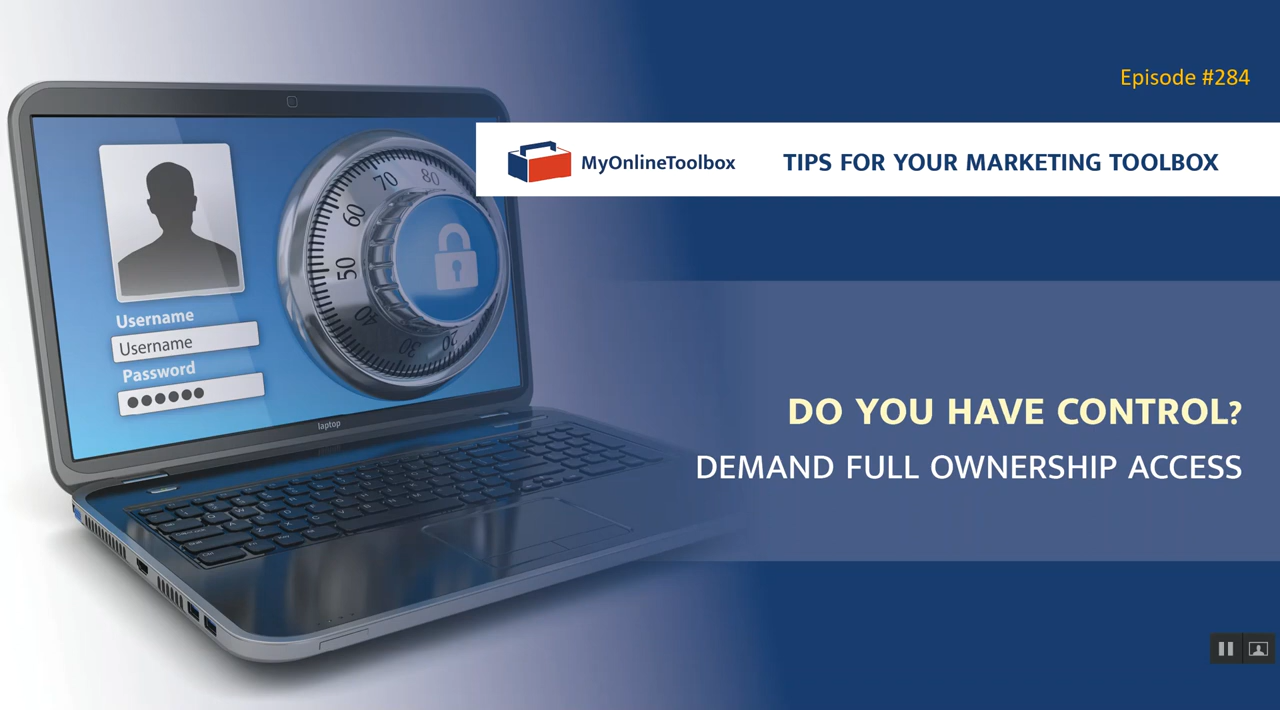 Episode #284
MyOnlineToolbox
TIPS FOR YOUR MARKETING TOOLBOX
70
80
60
50
40
30
20
Username
Username
Password
laptop
DO YOU HAVE CONTROL?
DEMAND FULL OWNERSHIP ACCESS